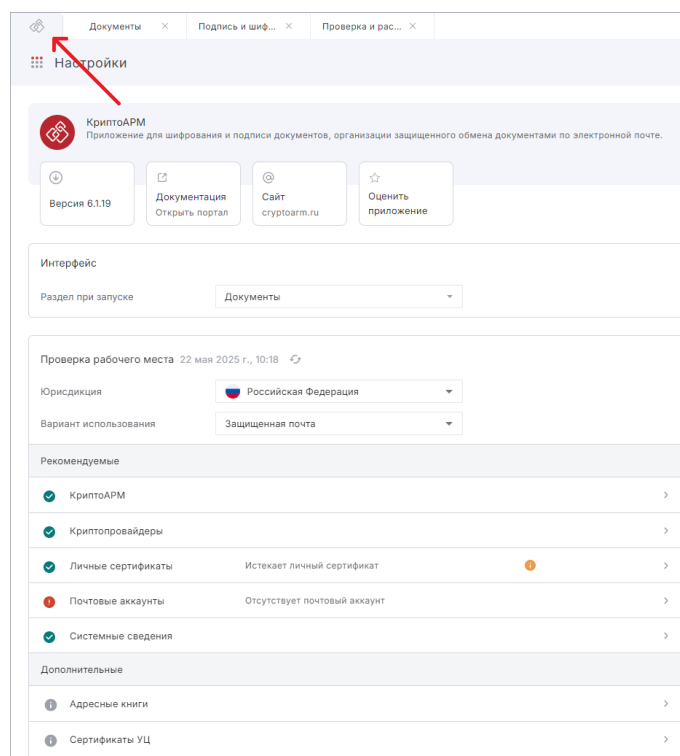 Документы × Подпись и шиф... × Проверка и рас... ×
Настройки
КриптоАРМ
Приложение для шифрования и подписи документов, организации защищенного обмена документами по электронной почте.
Версия 6.1.19
Документация
Открыть портал
Сайт
cryptoarm.ru
Оценить
приложение
Интерфейс
Раздел при запуске Документы
Проверка рабочего места 22 мая 2025 г., 10:18
Юрисдикция Российская Федерация
Вариант использования Защищенная почта
Рекомендуемые
КриптоАРМ
Криптопровайдеры
Личные сертификаты Истекает личный сертификат
Почтовые аккаунты Отсутствует почтовый аккаунт
Системные сведения
Дополнительные
Адресные книги
Сертификаты УЦ